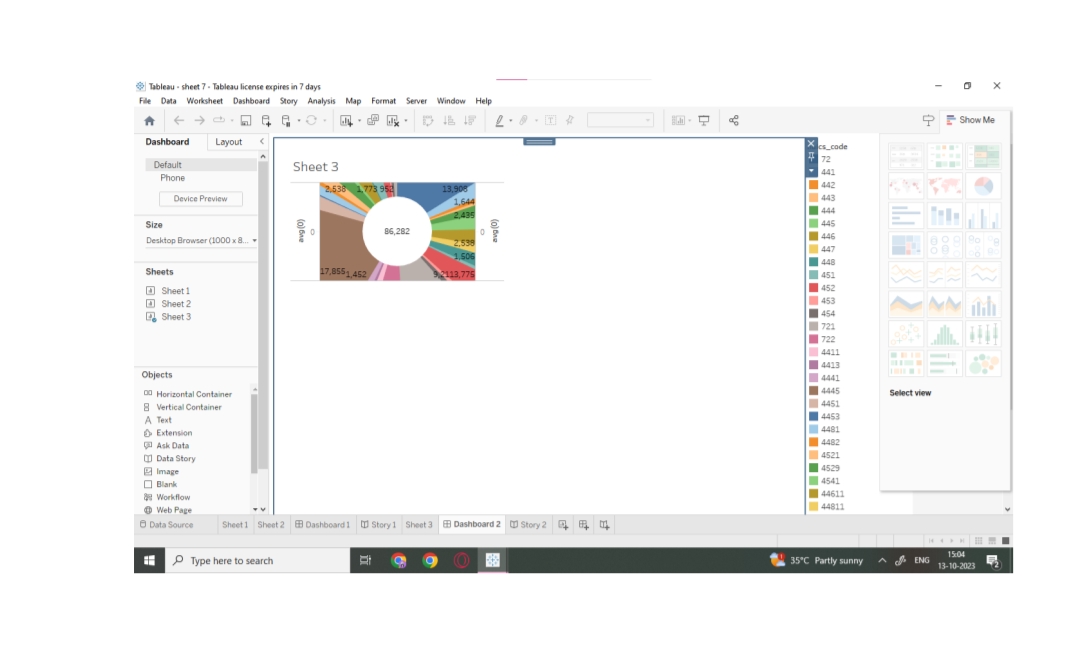 Tableau - sheet 7 - Tableau license expires in 7 days
File Data Worksheet Dashboard Story Analysis Map Format Server Window Help
Show Me
Dashboard Layout
Default
Phone
Device Preview
Size
Desktop Browser (1000 x 8...
Sheets
Sheet 1
Sheet 2
Sheet 3
Objects
Horizontal Container
Vertical Container
Text
Extension
Ask Data
Data Story
Image
Blank
Workflow
Web Page
Sheet 3
2,538 1,773 952 13,908
1,644
2,435
avg(0) 0 86,282 0 avg(0)
2,538
1,506
17,855 1,452 13,775
cs_code
72
441
442
443
444
445
446
447
448
451
452
453
454
721
722
4411
4413
4441
4445
4451
4453
4481
4482
4521
4529
4541
44611
44811
Select view
Data Source Sheet 1 Sheet 2 Dashboard 1 Story 1 Sheet 3 Dashboard 2 Story 2
Type here to search
35°C Partly sunny ENG
15:04
13-10-2023
2